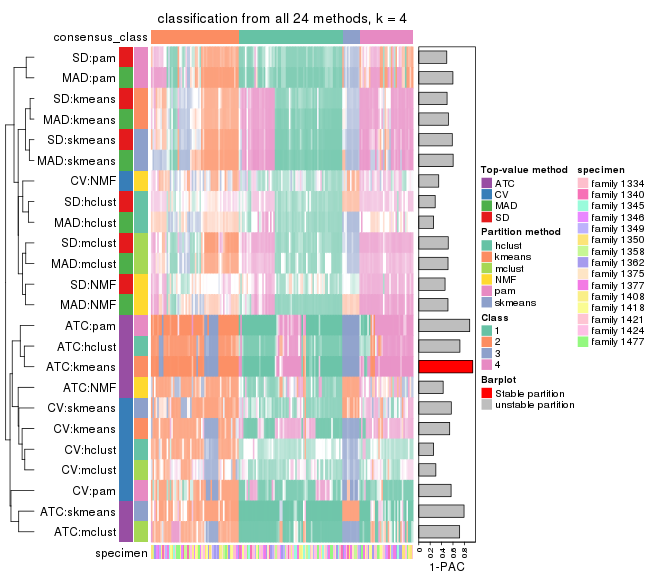 classification from all 24 methods, k = 4
consensus_class
SD:pam
MAD:pam
SD:kmeans
MAD:kmeans
SD:skmeans
MAD:skmeans
CV:NMF
SD:hclust
MAD:hclust
SD:mclust
MAD:mclust
SD:NMF
MAD:NMF
ATC:pam
ATC:hclust
ATC:kmeans
ATC:NMF
CV:skmeans
CV:kmeans
CV:hclust
CV:mclust
CV:pam
ATC:skmeans
ATC:mclust
specimen
0 0.2 0.4 0.6 0.8
1-PAC
Top-value method
ATC
CV
MAD
SD
Partition method
hclust
kmeans
mclust
NMF
pam
skmeans
Class
1
2
3
4
Barplot
Stable partition
unstable partition
specimen
family 1334
family 1340
family 1345
family 1346
family 1349
family 1350
family 1358
family 1362
family 1375
family 1377
family 1408
family 1418
family 1421
family 1424
family 1477